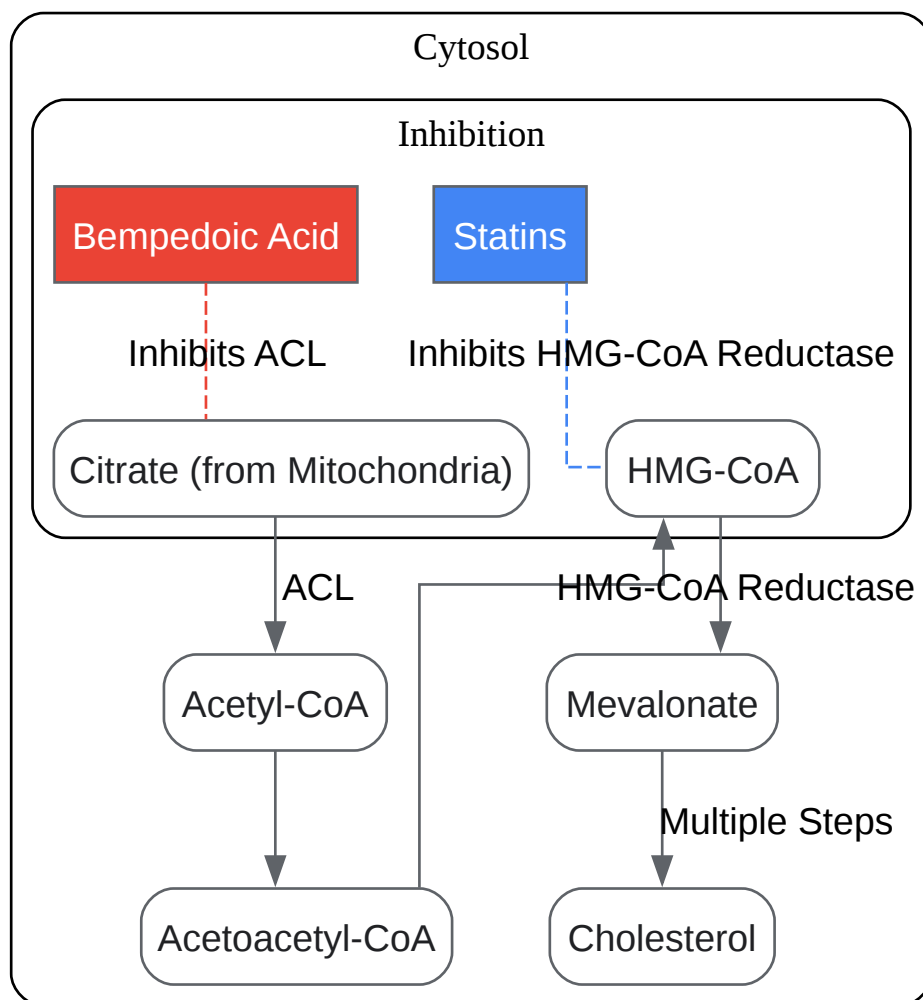 Cytosol
Inhibition
Bempedoic Acid
Statins
Inhibits ACL
Inhibits HMG-CoA Reductase
Citrate (from Mitochondria)
HMG-CoA
ACL
HMG-CoA Reductase
Acetyl-CoA
Mevalonate
Multiple Steps
Acetoacetyl-CoA
Cholesterol